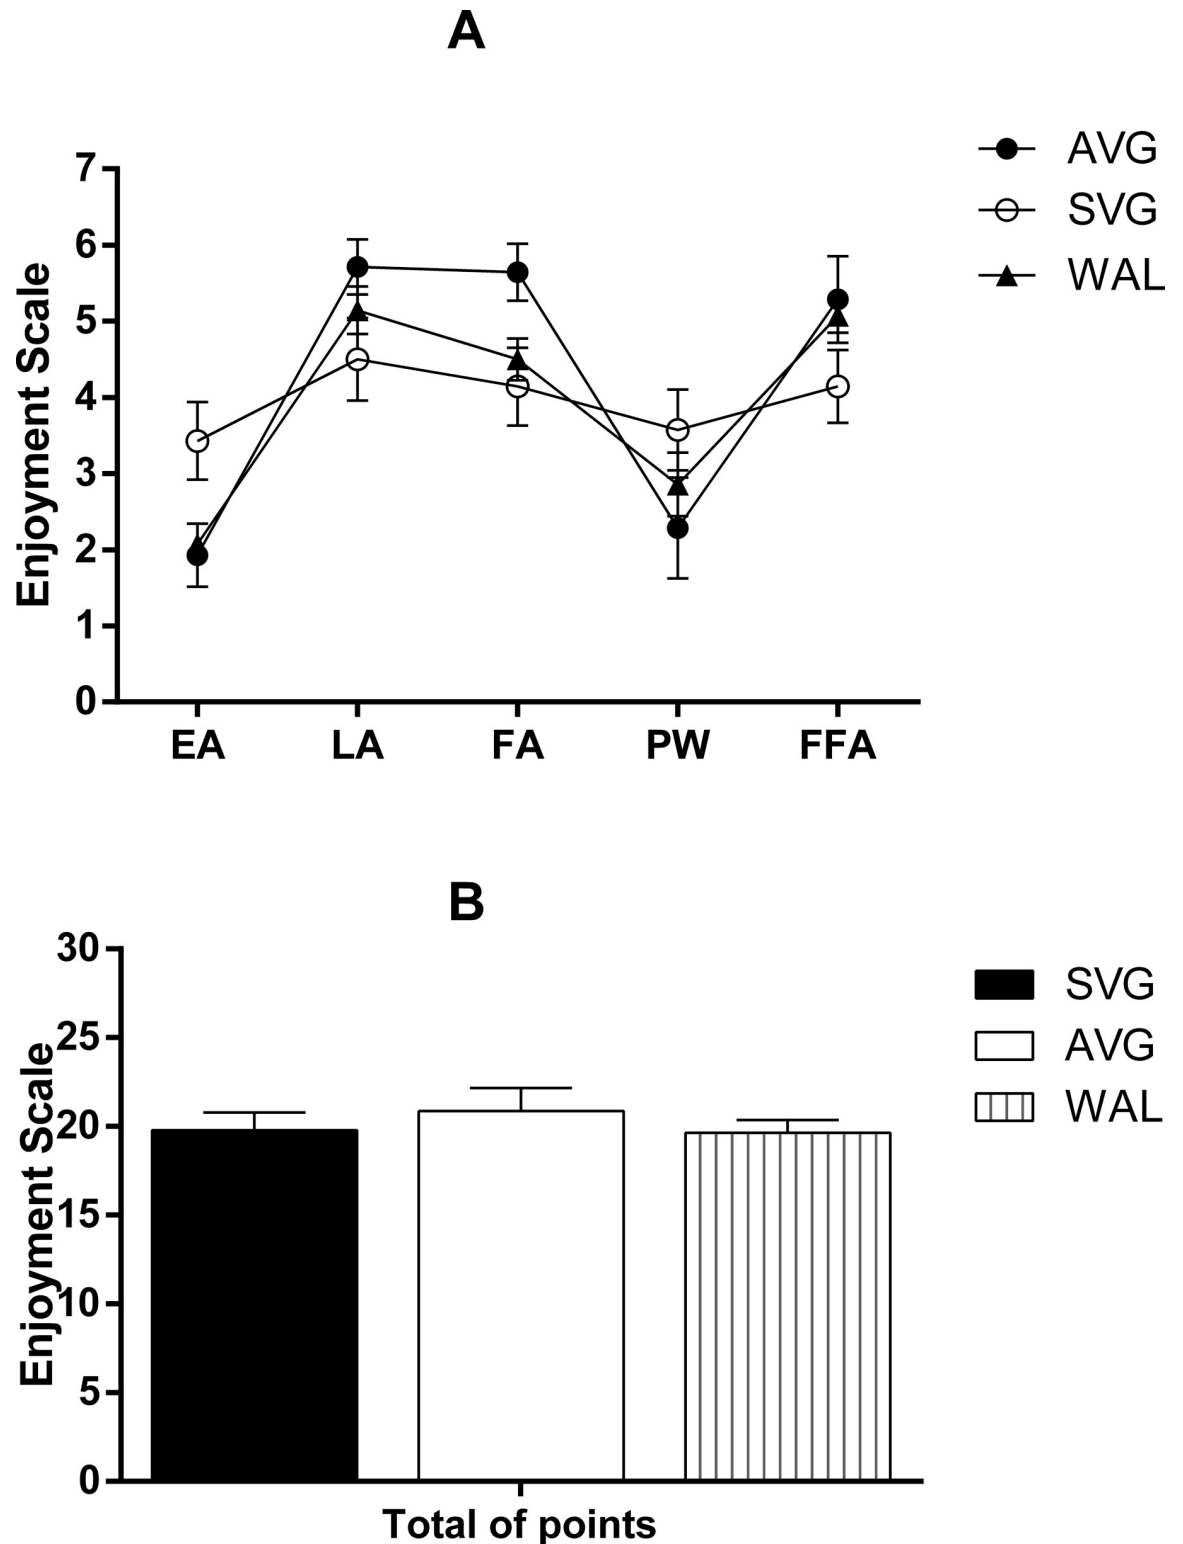 A
AVG
SVG
WAL
Enjoyment Scale
7
6
5
4
3
2
1
0
EA LA FA PW FFA
B
SVG
AVG
WAL
Enjoyment Scale
30
25
20
15
10
5
0
Total of points